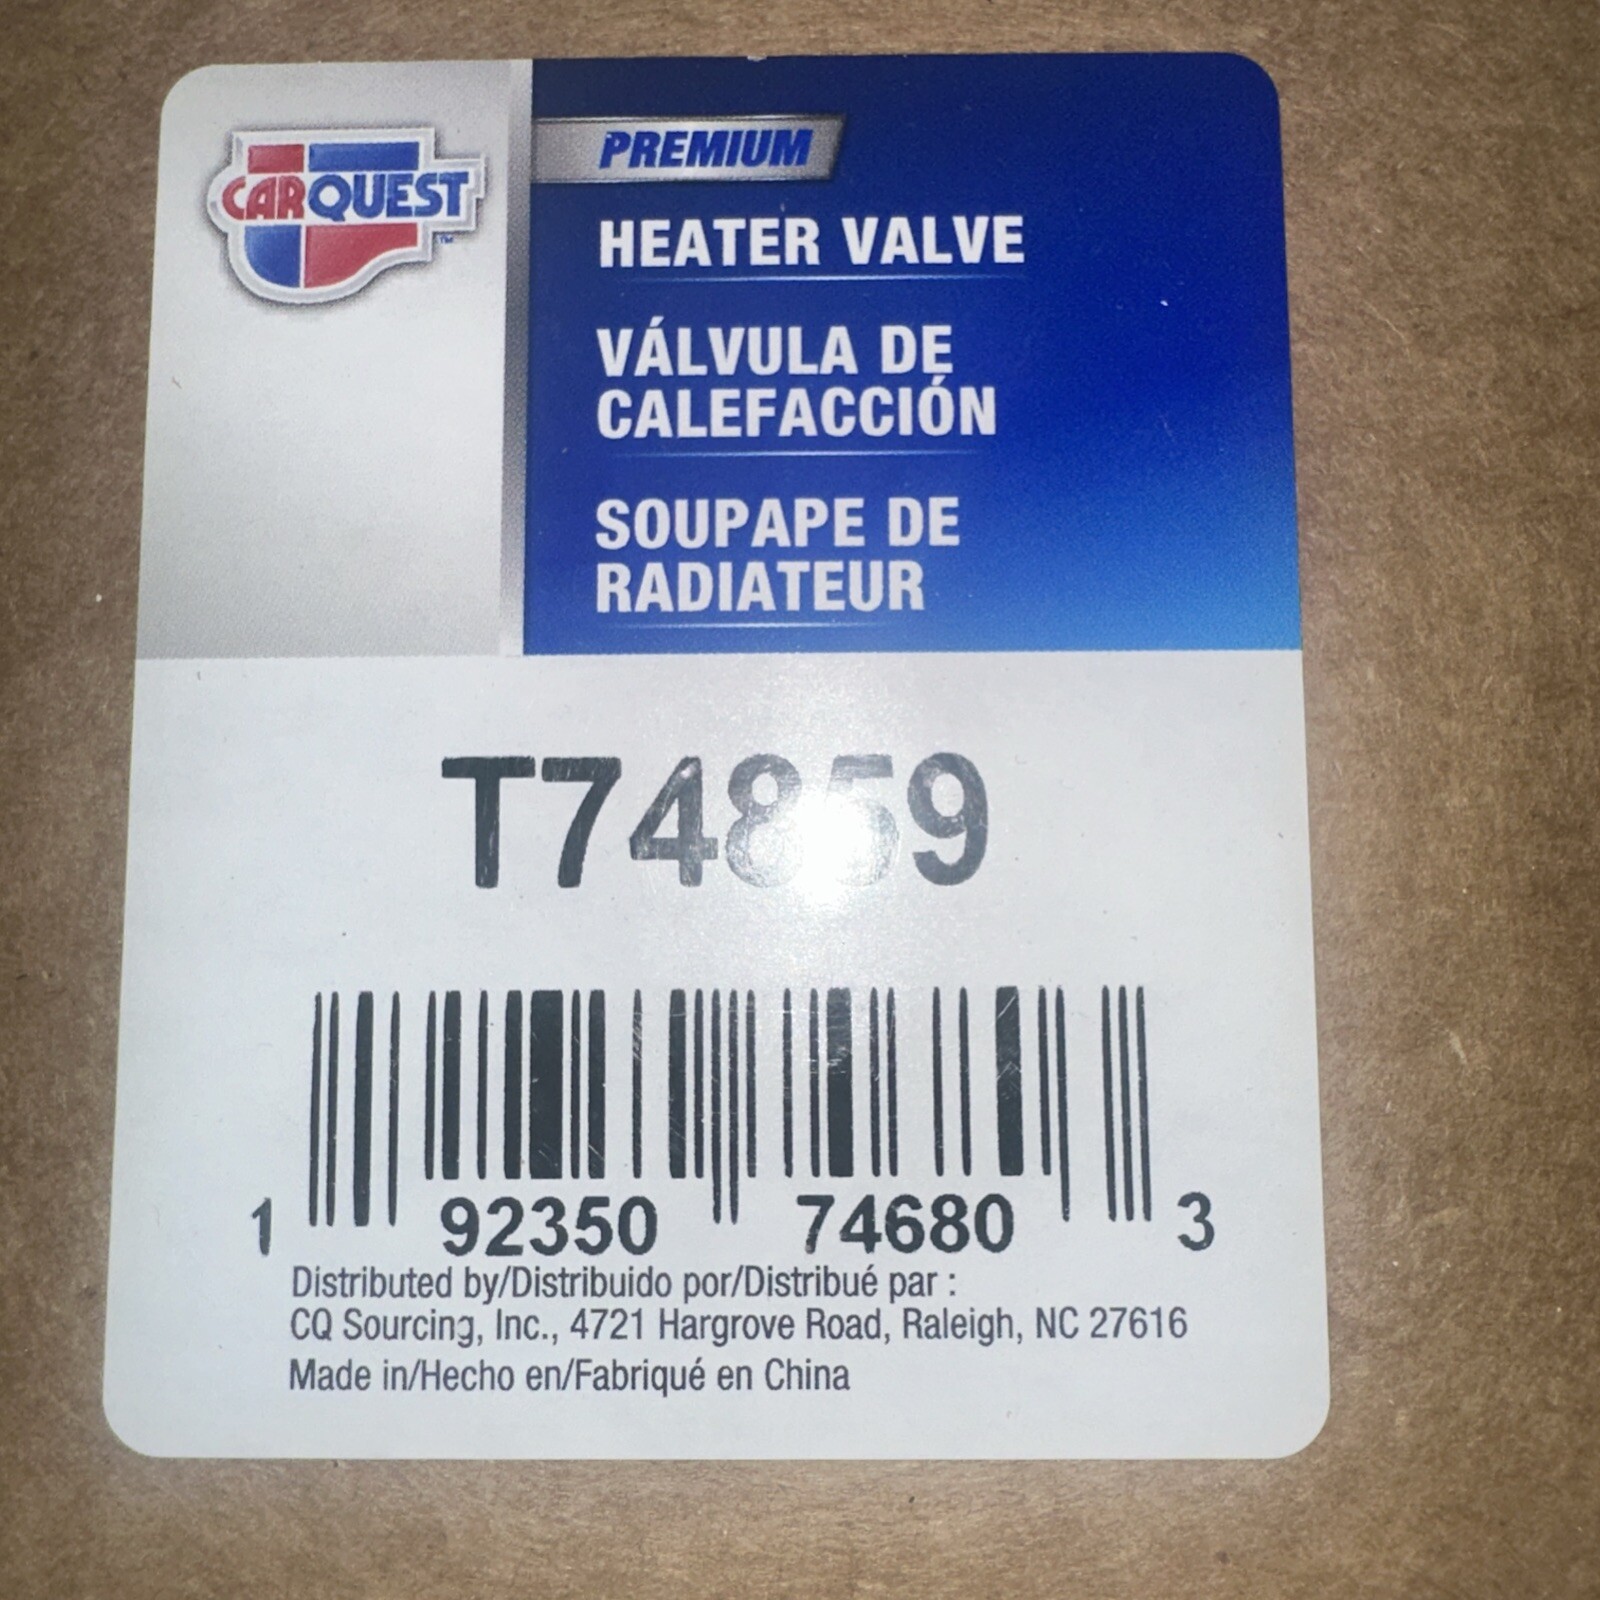 CARQUEST™
PREMIUM
HEATER VALVE
VÁLVULA DE
CALEFACCIÓN
SOUPAPE DE
RADIATEUR
T74859
1 92350 74680 3
Distributed by/Distribuido por/Distribué par :
CQ Sourcing, Inc., 4721 Hargrove Road, Raleigh, NC 27616
Made in/Hecho en/Fabriqué en China